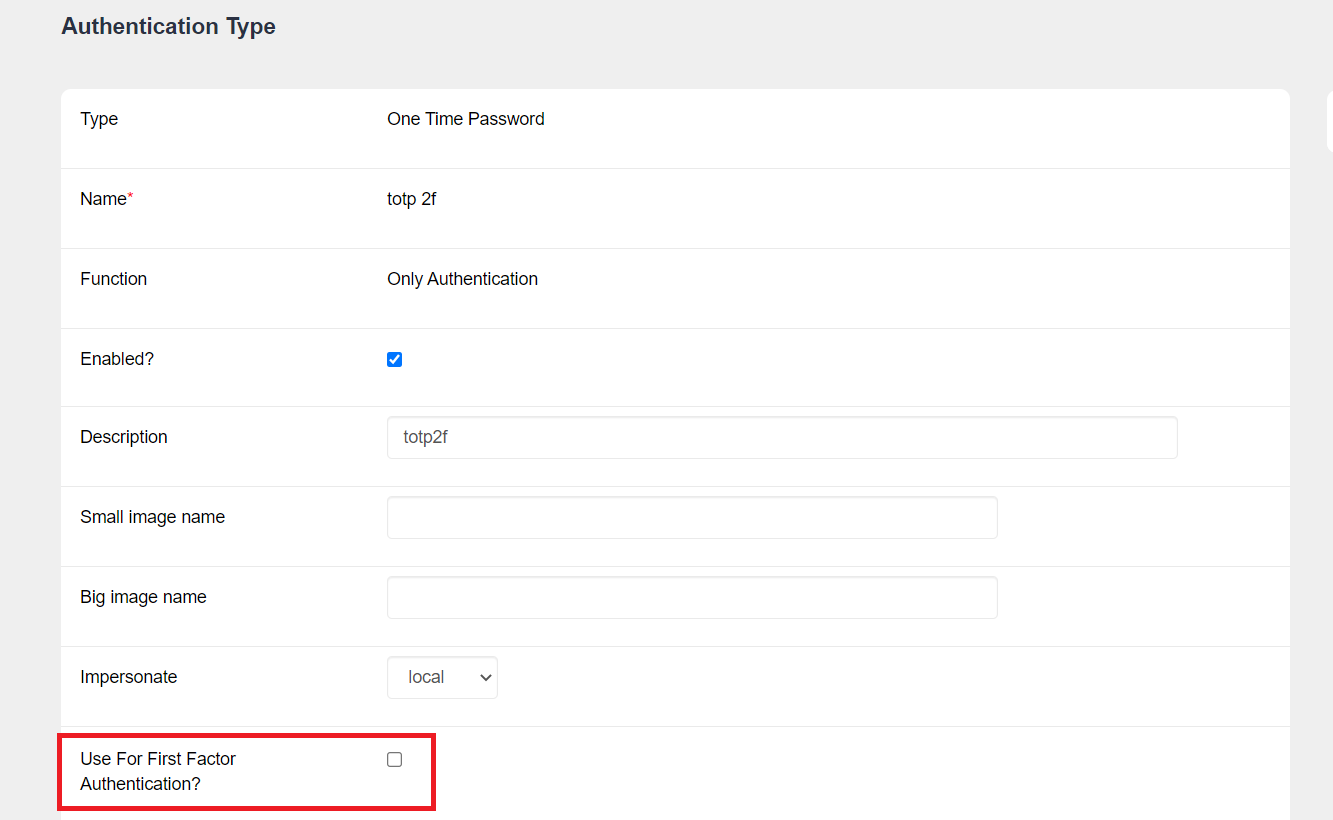 Authentication Type
Type One Time Password
Name* totp 2f
Function Only Authentication
Enabled?
Description totp2f
Small image name
Big image name
Impersonate local
Use For First Factor
Authentication?